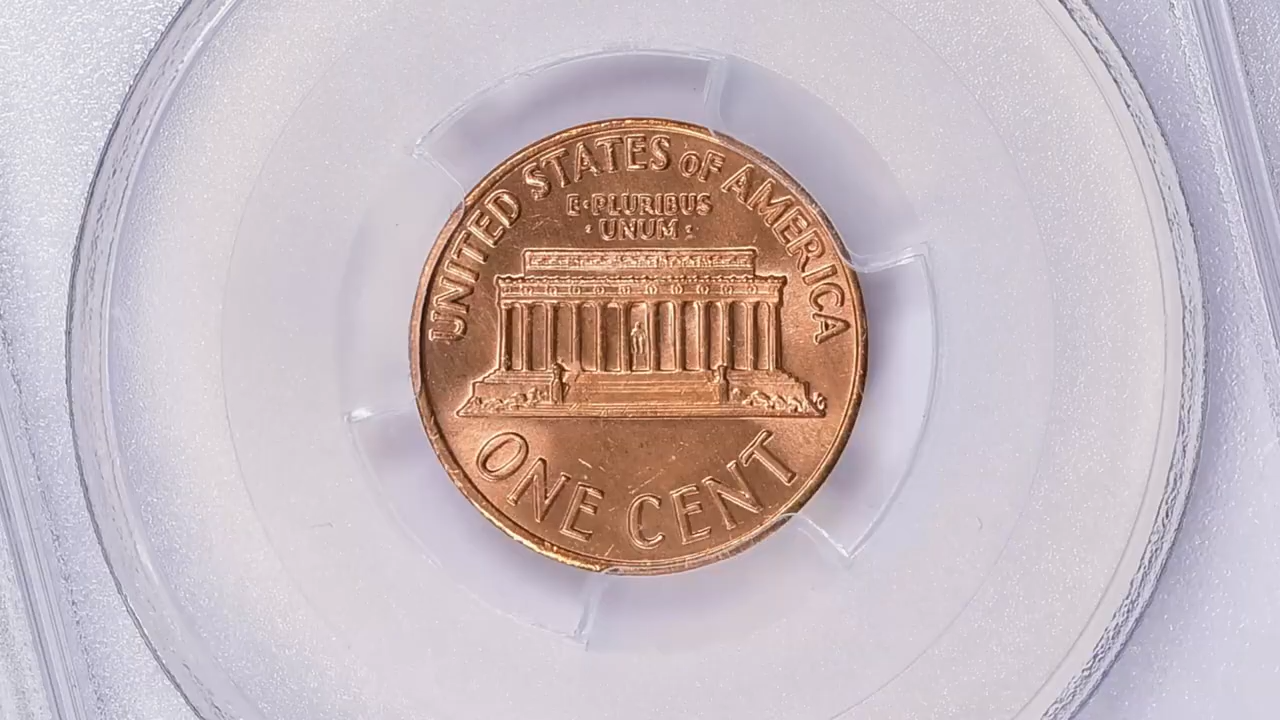 UNITED STATES OF AMERICA
E·PLURIBUS
·UNUM·
ONE CENT